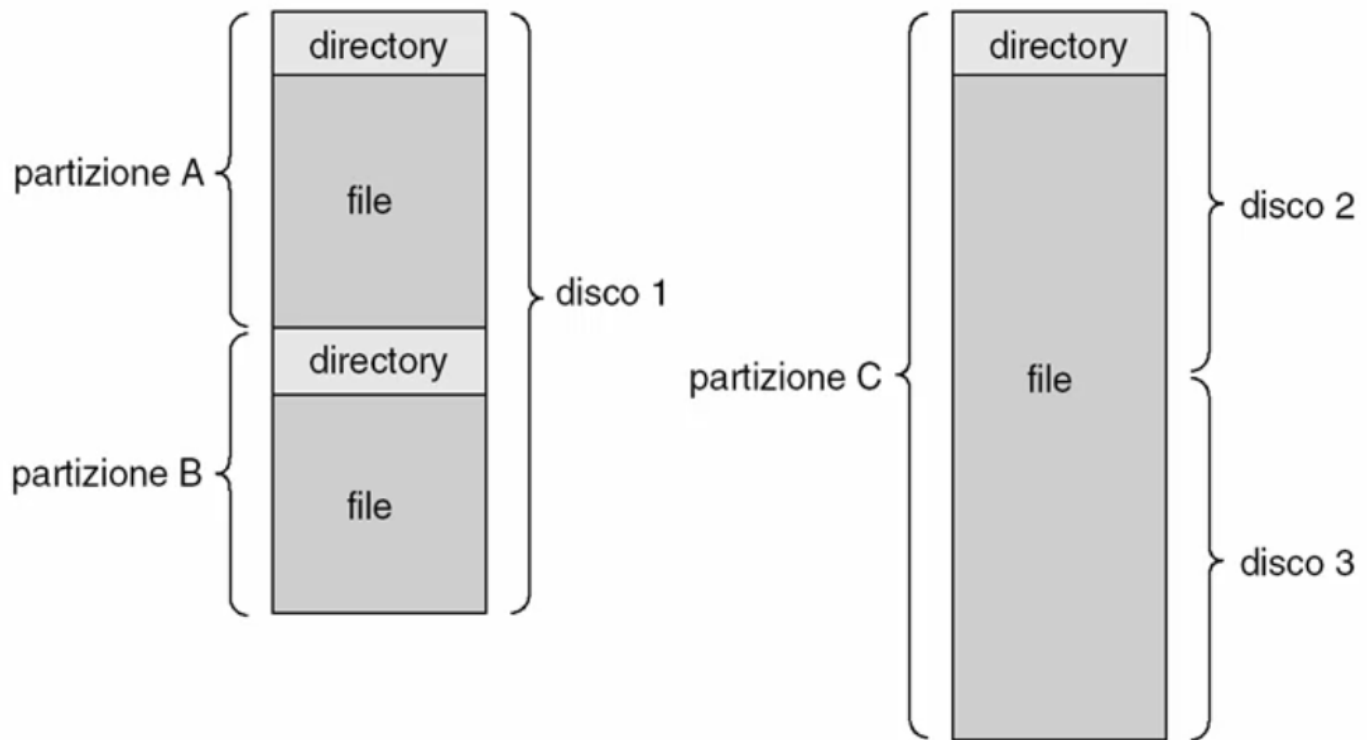 directory
partizione A
file
disco 1
directory
partizione B
file
directory
disco 2
partizione C
file
disco 3